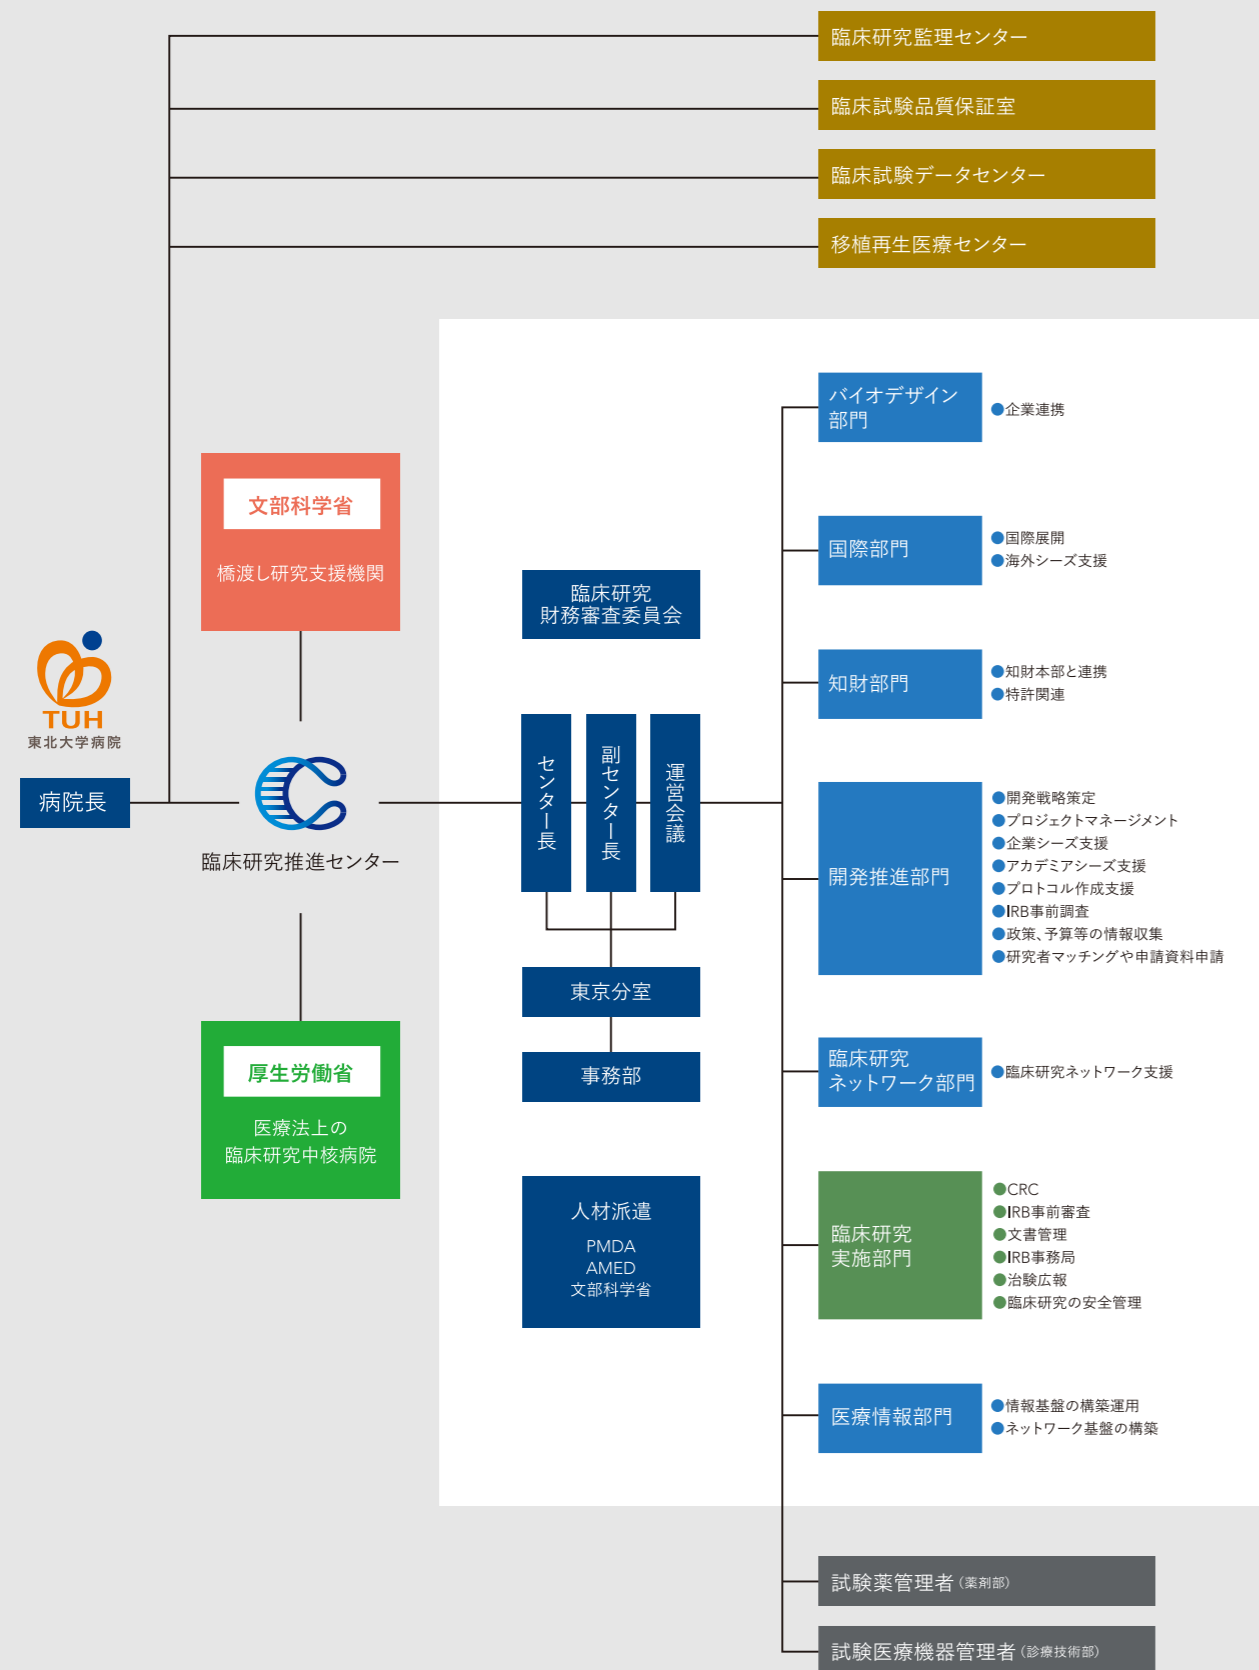 臨床研究監理センター
臨床試験品質保証室
臨床試験データセンター
移植再生医療センター
文部科学省
橋渡し研究支援機関
TUH
東北大学病院
病院長
臨床研究推進センター
厚生労働省
医療法上の
臨床研究中核病院
臨床研究
財務審査委員会
センター長
副センター長
運営会議
東京分室
事務部
人材派遣
PMDA
AMED
文部科学省
バイオデザイン
部門
●企業連携
国際部門
●国際展開
●海外シーズ支援
知財部門
●知財本部と連携
●特許関連
開発推進部門
●開発戦略策定
●プロジェクトマネージメント
●企業シーズ支援
●アカデミアシーズ支援
●プロトコル作成支援
●IRB事前調査
●政策、予算等の情報収集
●研究者マッチングや申請資料申請
臨床研究
ネットワーク部門
●臨床研究ネットワーク支援
臨床研究
実施部門
●CRC
●IRB事前審査
●文書管理
●IRB事務局
●治験広報
●臨床研究の安全管理
医療情報部門
●情報基盤の構築運用
●ネットワーク基盤の構築
試験薬管理者（薬剤部）
試験医療機器管理者（診療技術部）